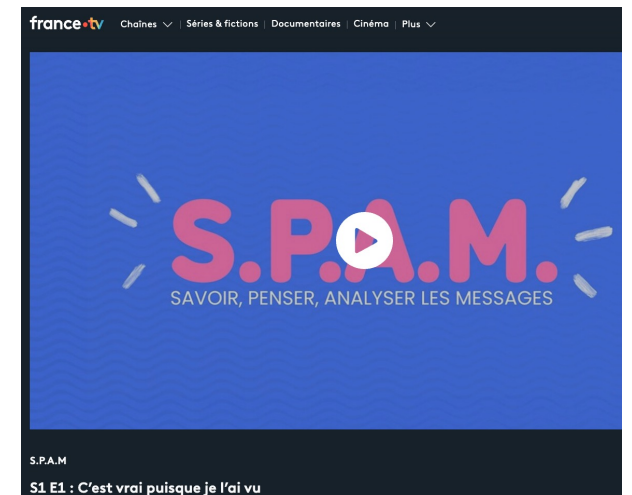 france•tv Chaînes | Séries & fictions | Documentaires | Cinéma | Plus
S.P.A.M.
SAVOIR, PENSER, ANALYSER LES MESSAGES
S.P.A.M
S1 E1 : C'est vrai puisque je l'ai vu